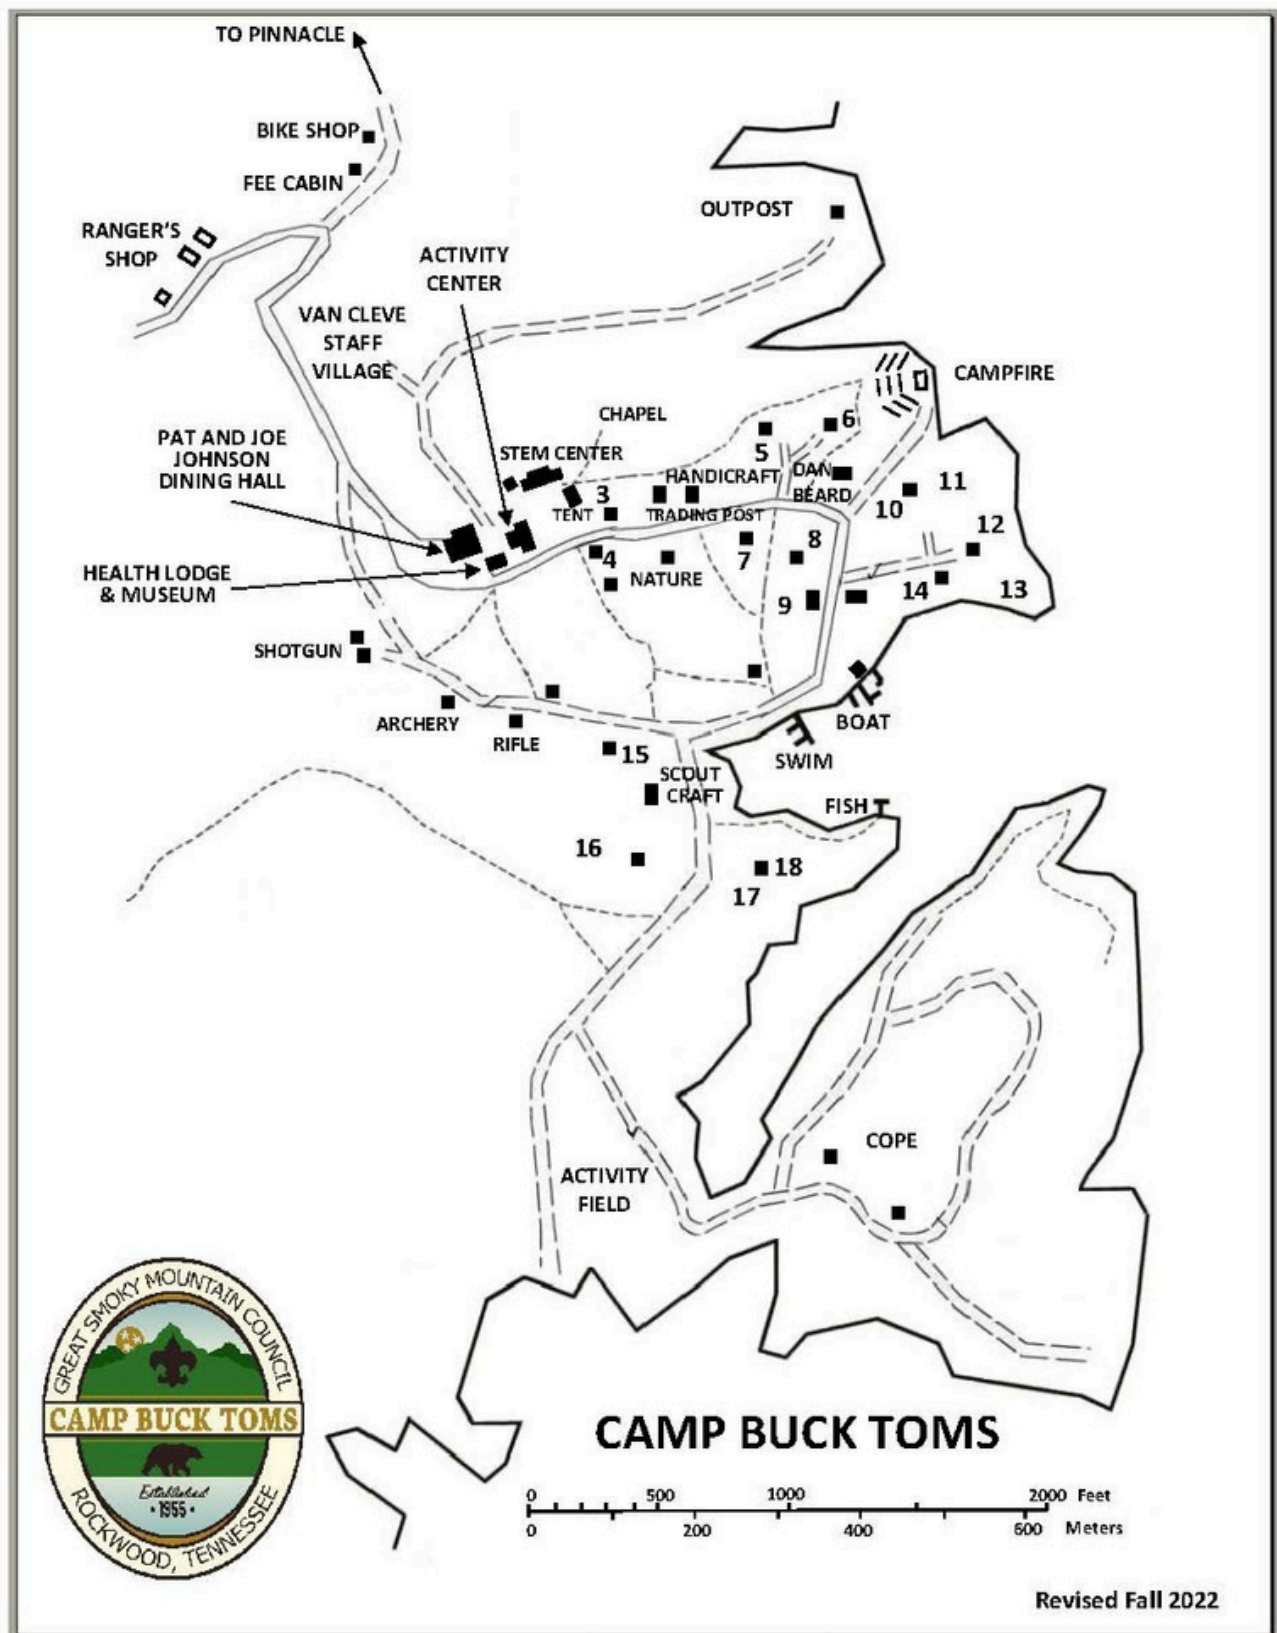 TO PINNACLE
BIKE SHOP
FEE CABIN
RANGER'S
SHOP
OUTPOST
ACTIVITY
CENTER
VAN CLEVE
STAFF
VILLAGE
CAMPFIRE
CHAPEL
PAT AND JOE
JOHNSON
DINING HALL
STEM CENTER
5
6
HANDICRAFT
DAN
BEARD
3
TENT
TRADING POST
10
11
12
HEALTH LODGE
& MUSEUM
4
NATURE
7
8
9
14
13
SHOTGUN
ARCHERY
RIFLE
BOAT
SWIM
15
SCOUT
CRAFT
FISH
16
18
17
COPE
ACTIVITY
FIELD
GREAT SMOKY MOUNTAIN COUNCIL
CAMP BUCK TOMS
Established
• 1955 •
ROCKWOOD, TENNESSEE
CAMP BUCK TOMS
0 500 1000 2000 Feet
0 200 400 600 Meters
Revised Fall 2022